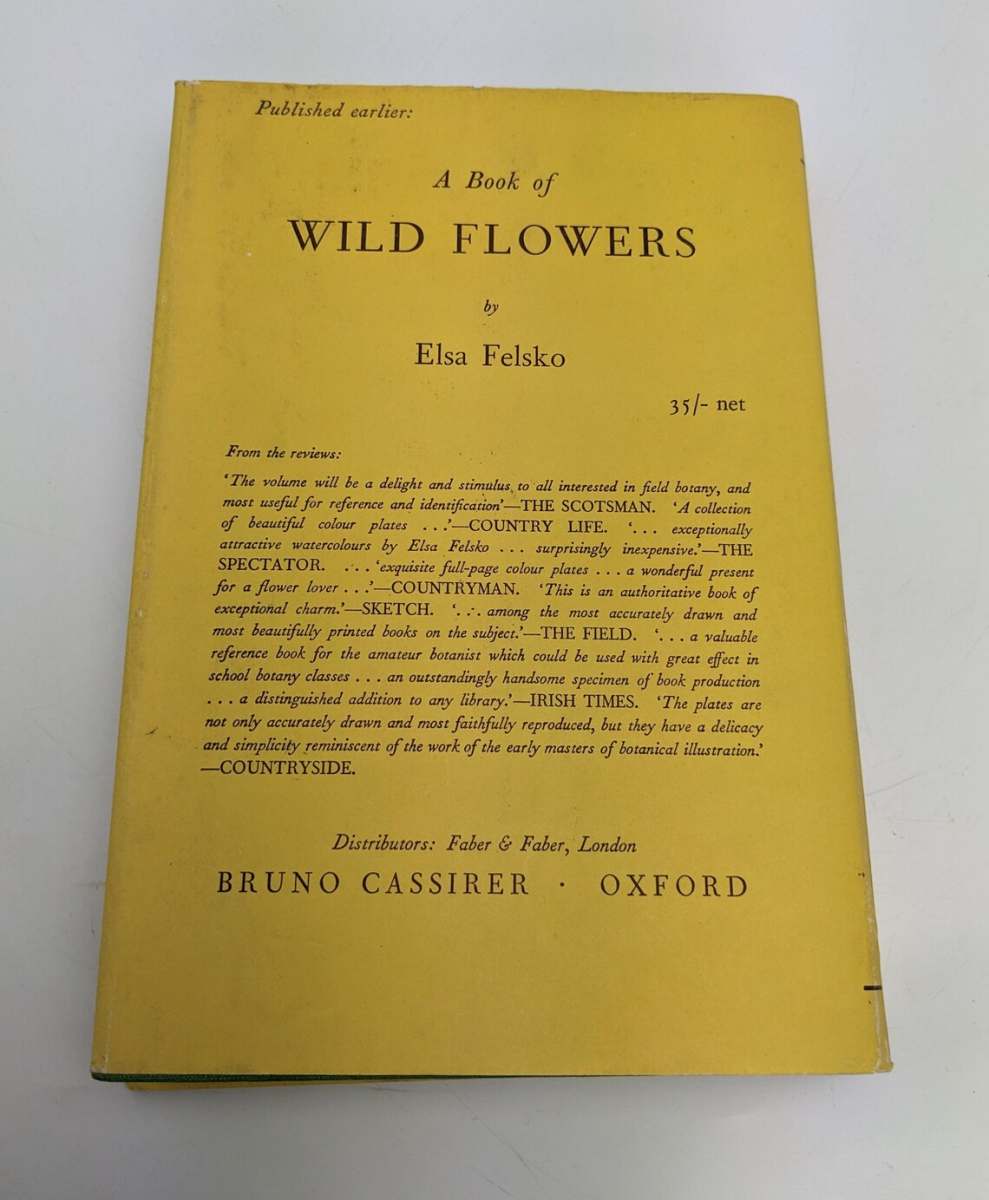 Published earlier:
A Book of
WILD FLOWERS
by
Elsa Felsko
35/- net
From the reviews:
‘The volume will be a delight and stimulus to all interested in field botany, and
most useful for reference and identification’—THE SCOTSMAN. ‘A collection
of beautiful colour plates . . .’—COUNTRY LIFE. ‘. . . exceptionally
attractive watercolours by Elsa Felsko . . . surprisingly inexpensive.’—THE
SPECTATOR. . . . ‘exquisite full-page colour plates . . . a wonderful present
for a flower lover . . .’—COUNTRYMAN. ‘This is an authoritative book of
exceptional charm.’—SKETCH. ‘. . . among the most accurately drawn and
most beautifully printed books on the subject.’—THE FIELD. ‘. . . a valuable
reference book for the amateur botanist which could be used with great effect in
school botany classes . . . an outstandingly handsome specimen of book production
. . . a distinguished addition to any library.’—IRISH TIMES. ‘The plates are
not only accurately drawn and most faithfully reproduced, but they have a delicacy
and simplicity reminiscent of the work of the early masters of botanical illustration.’
—COUNTRYSIDE.
Distributors: Faber & Faber, London
BRUNO CASSIRER · OXFORD